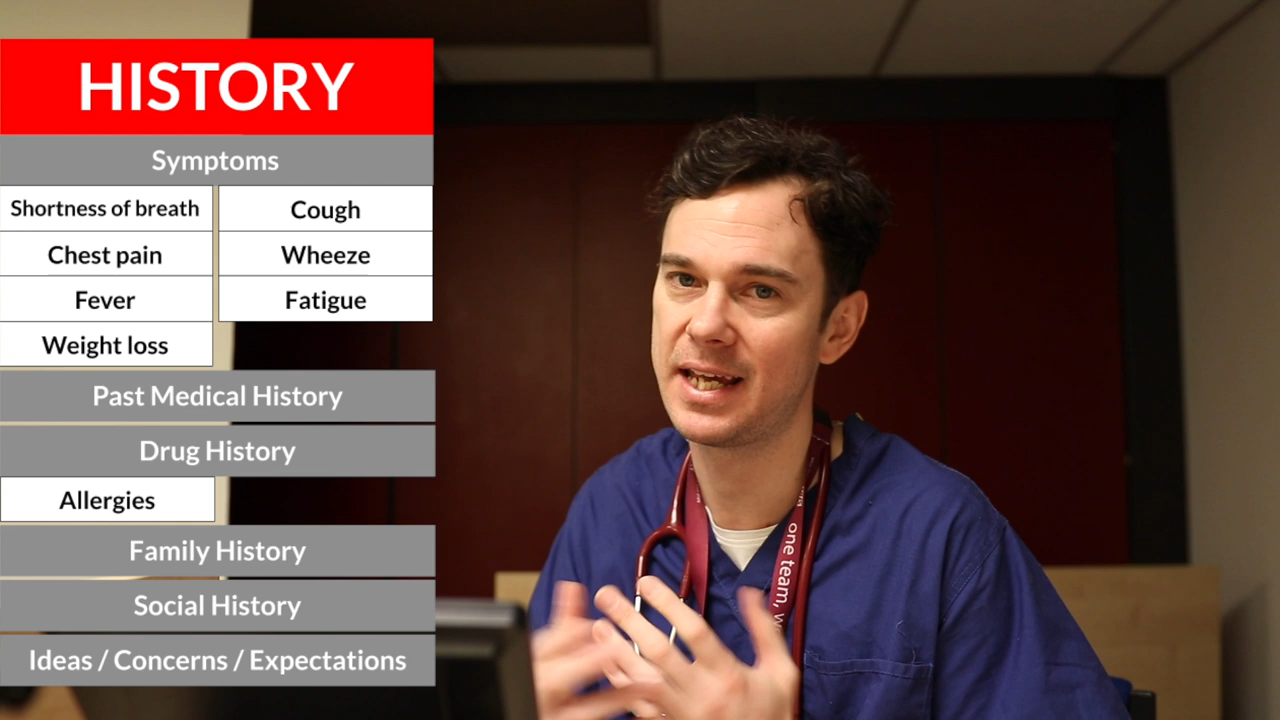 HISTORY
Symptoms
Shortness of breath
Cough
Chest pain
Wheeze
Fever
Fatigue
Weight loss
Past Medical History
Drug History
Allergies
Family History
Social History
Ideas / Concerns / Expectations
one team,